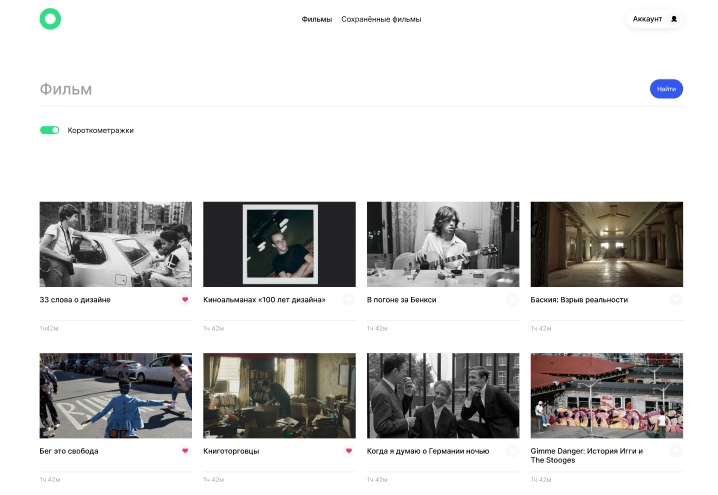 Фильмы Сохранённые фильмы Аккаунт
Фильм Найти
Короткометражки
33 слова о дизайне
Киноальманах «100 лет дизайна»
В погоне за Бенкси
Баския: Взрыв реальности
1ч42м
1ч 42м
1ч 42м
1ч 42м
Бег это свобода
Книготорговцы
Когда я думаю о Германии ночью
Gimme Danger: История Игги и
The Stooges
1ч 42м
1ч 42м
1ч 42м
1ч 42м